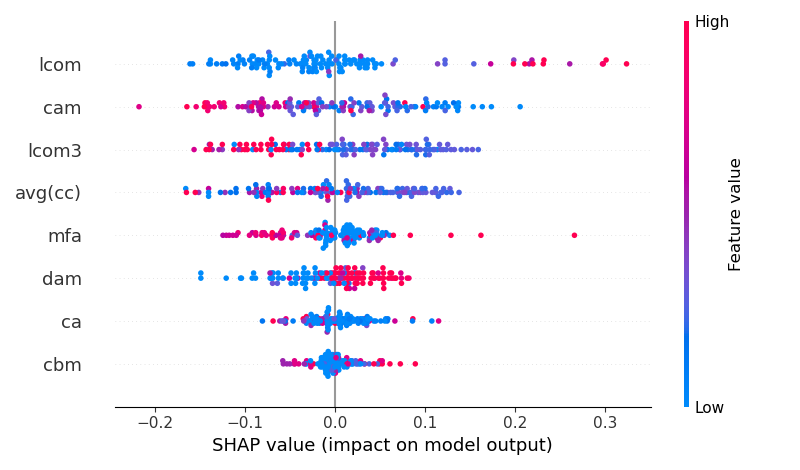 High
lcom
cam
lcom3
avg(cc)
mfa
dam
ca
cbm
Feature value
Low
−0.2 −0.1 0.0 0.1 0.2 0.3
SHAP value (impact on model output)